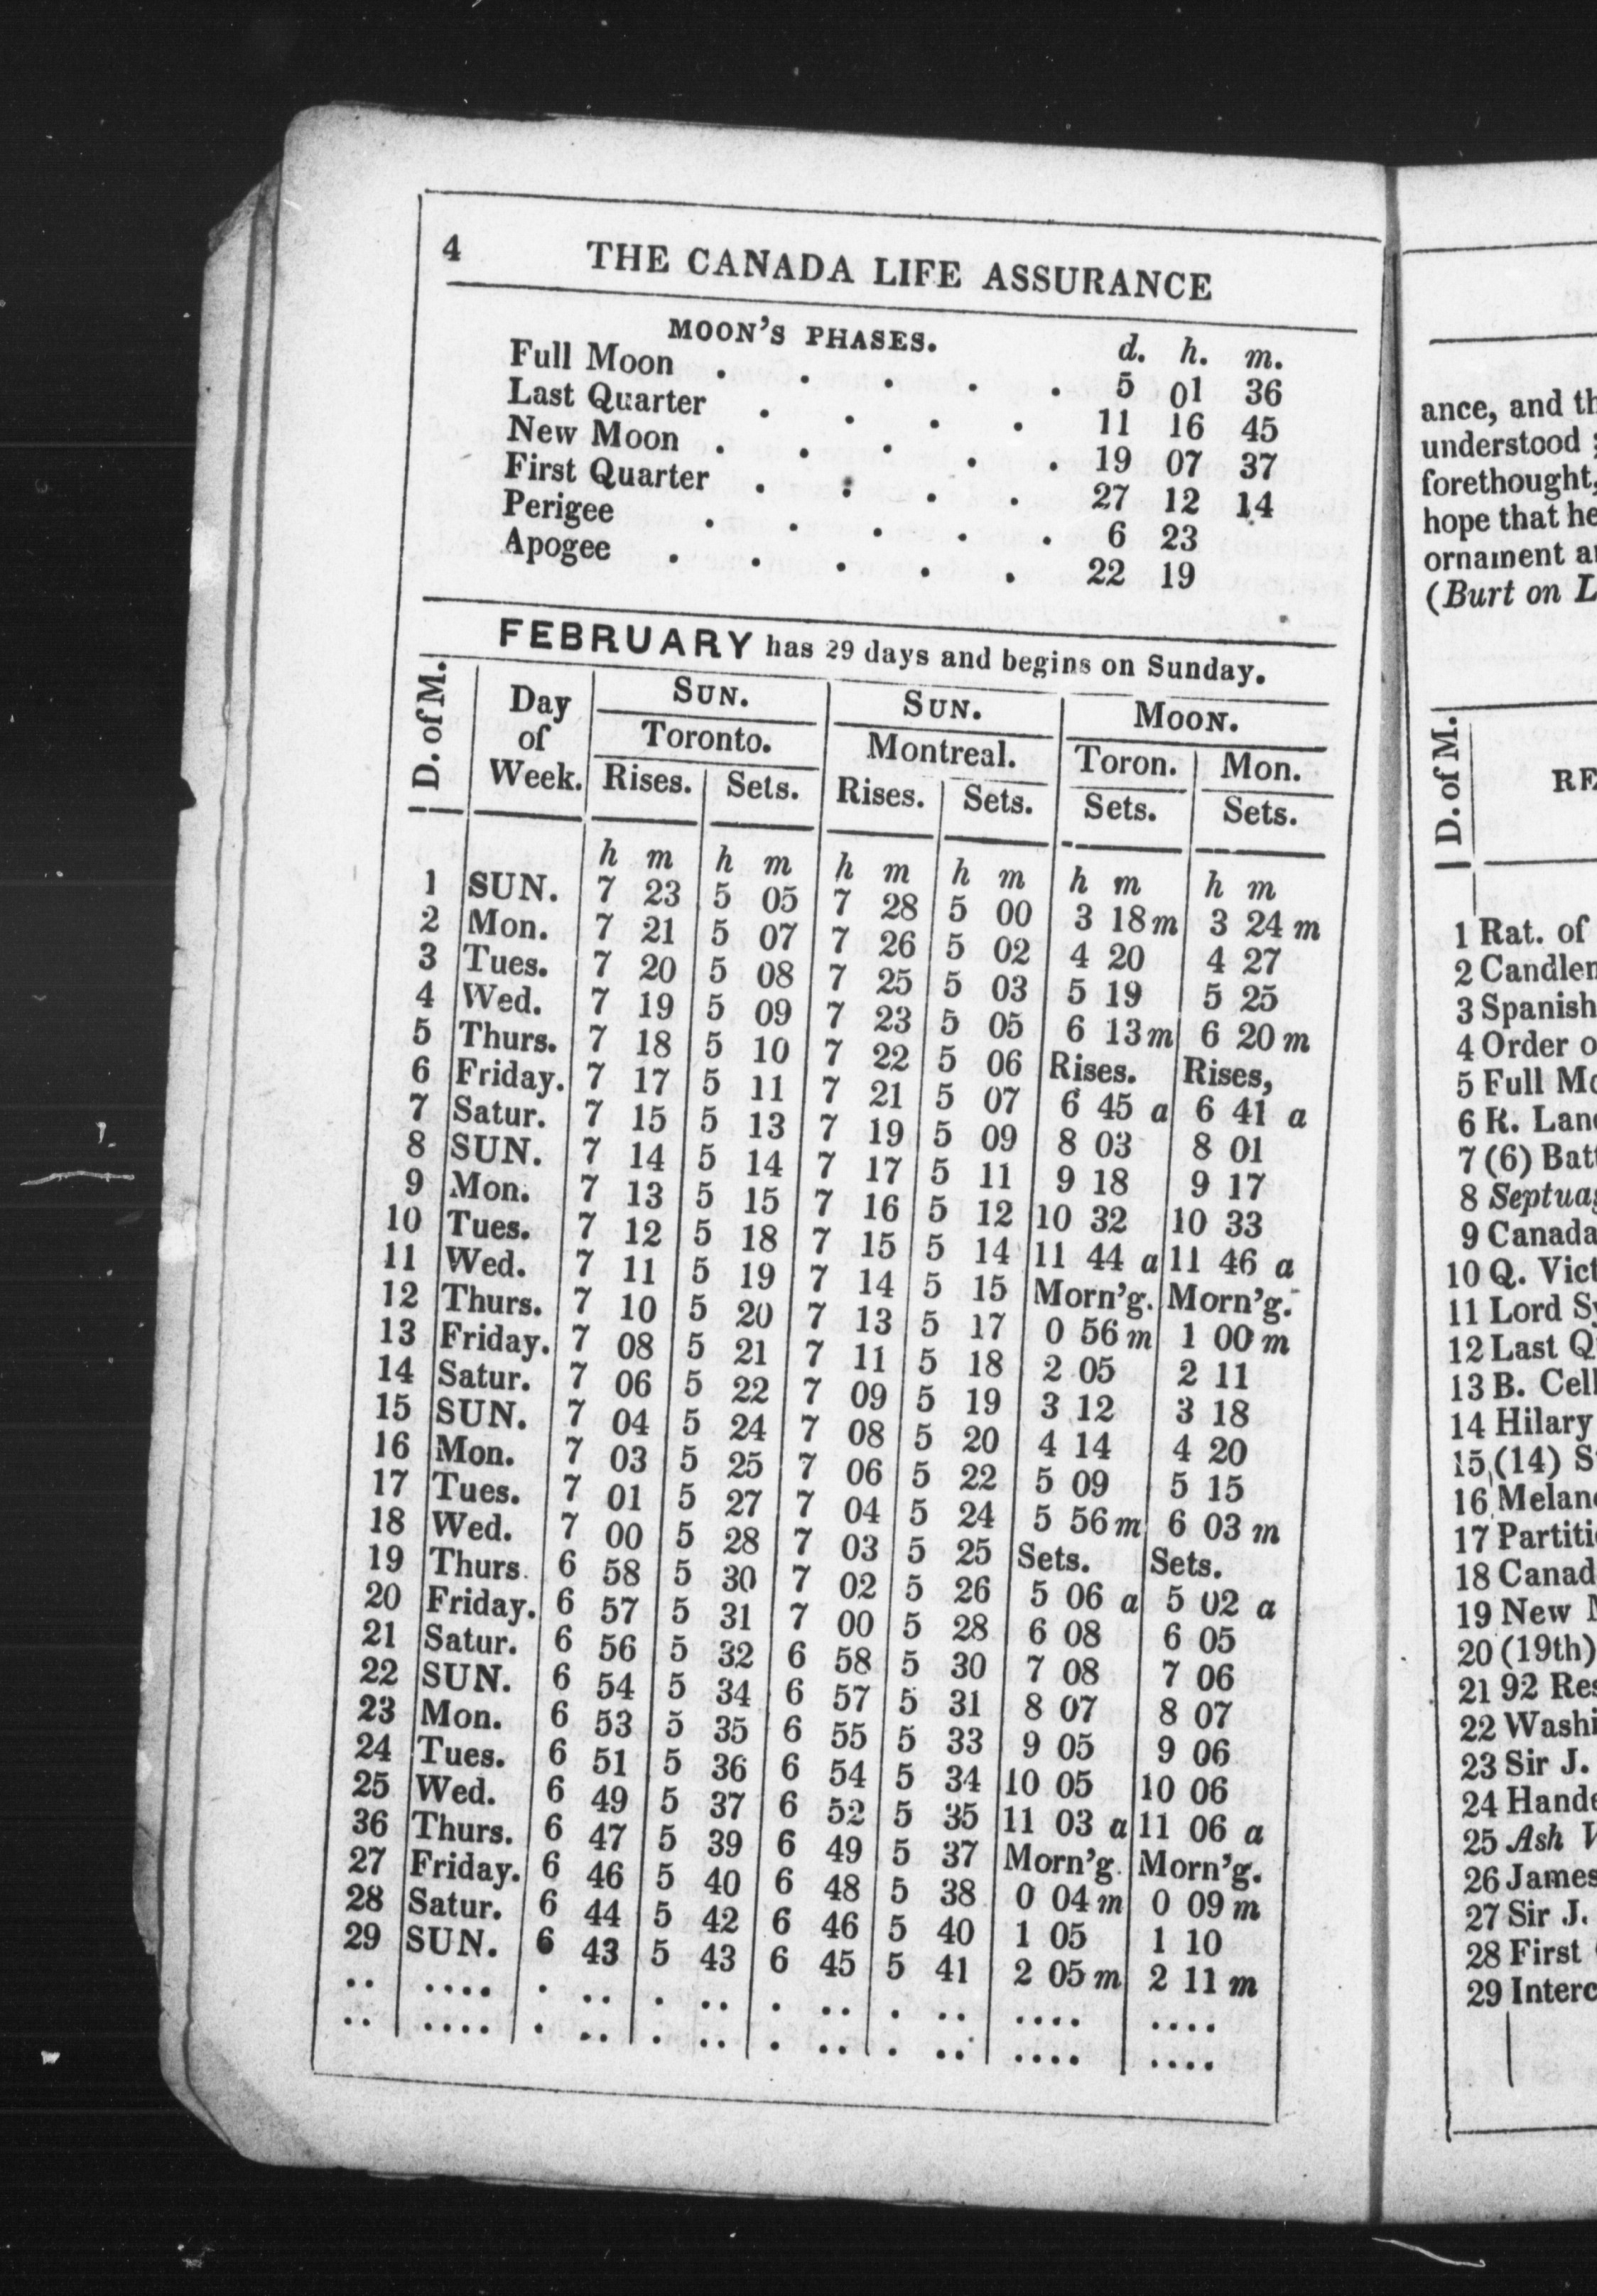 4 THE CANADA LIFE ASSURANCE
MOON'S PHASES. d. h. m.
Full Moon . . . . . 5 01 36
Last Quarter . . . . 11 16 45
New Moon . . . . . 19 07 37
First Quarter . . . . 27 12 14
Perigee . . . . . 6 23
Apogee . . . . . 22 19
FEBRUARY has 29 days and begins on Sunday.
D. of M. Day of Week. SUN. SUN. MOON.
Toronto. Montreal. Toron. Mon.
Rises. Sets. Rises. Sets. Sets. Sets.
h m h m h m h m h m h m
1 SUN. 7 23 5 05 7 28 5 00 3 18 m 3 24 m
2 Mon. 7 21 5 07 7 26 5 02 4 20 4 27
3 Tues. 7 20 5 08 7 25 5 03 5 19 5 25
4 Wed. 7 19 5 09 7 23 5 05 6 13 m 6 20 m
5 Thurs. 7 18 5 10 7 22 5 06 Rises. Rises,
6 Friday. 7 17 5 11 7 21 5 07 6 45 a 6 41 a
7 Satur. 7 15 5 13 7 19 5 09 8 03 8 01
8 SUN. 7 14 5 14 7 17 5 11 9 18 9 17
9 Mon. 7 13 5 15 7 16 5 12 10 32 10 33
10 Tues. 7 12 5 18 7 15 5 14 11 44 a 11 46 a
11 Wed. 7 11 5 19 7 14 5 15 Morn'g. Morn'g.
12 Thurs. 7 10 5 20 7 13 5 17 0 56 m 1 00 m
13 Friday. 7 08 5 21 7 11 5 18 2 05 2 11
14 Satur. 7 06 5 22 7 09 5 19 3 12 3 18
15 SUN. 7 04 5 24 7 08 5 20 4 14 4 20
16 Mon. 7 03 5 25 7 06 5 22 5 09 5 15
17 Tues. 7 01 5 27 7 04 5 24 5 56 m 6 03 m
18 Wed. 7 00 5 28 7 03 5 25 Sets. Sets.
19 Thurs. 6 58 5 30 7 02 5 26 5 06 a 5 02 a
20 Friday. 6 57 5 31 7 00 5 28 6 08 6 05
21 Satur. 6 56 5 32 6 58 5 30 7 08 7 06
22 SUN. 6 54 5 34 6 57 5 31 8 07 8 07
23 Mon. 6 53 5 35 6 55 5 33 9 05 9 06
24 Tues. 6 51 5 36 6 54 5 34 10 05 10 06
25 Wed. 6 49 5 37 6 52 5 35 11 03 a 11 06 a
36 Thurs. 6 47 5 39 6 49 5 37 Morn'g. Morn'g.
27 Friday. 6 46 5 40 6 48 5 38 0 04 m 0 09 m
28 Satur. 6 44 5 42 6 46 5 40 1 05 1 10
29 SUN. 6 43 5 43 6 45 5 41 2 05 m 2 11 m
.. .... . .. . .. . .. . .. .... ....
.. .... . .. . .. . .. . .. .... ....
ance, and
understood
forethought,
hope that he
ornament
(Burt on
D. of M.
1 Rat. of
2
3 Spanish
4 Order
5 Full
6 R.
7 (6)
8
9 Canada
10 Q.
11 Lord
12 Last
13 B.
14 Hilary
15 (14)
16
17
18
19 New
20 (19th)
21 92
22
23 Sir J.
24
25 Ash
26 James
27 Sir J.
28 First
29